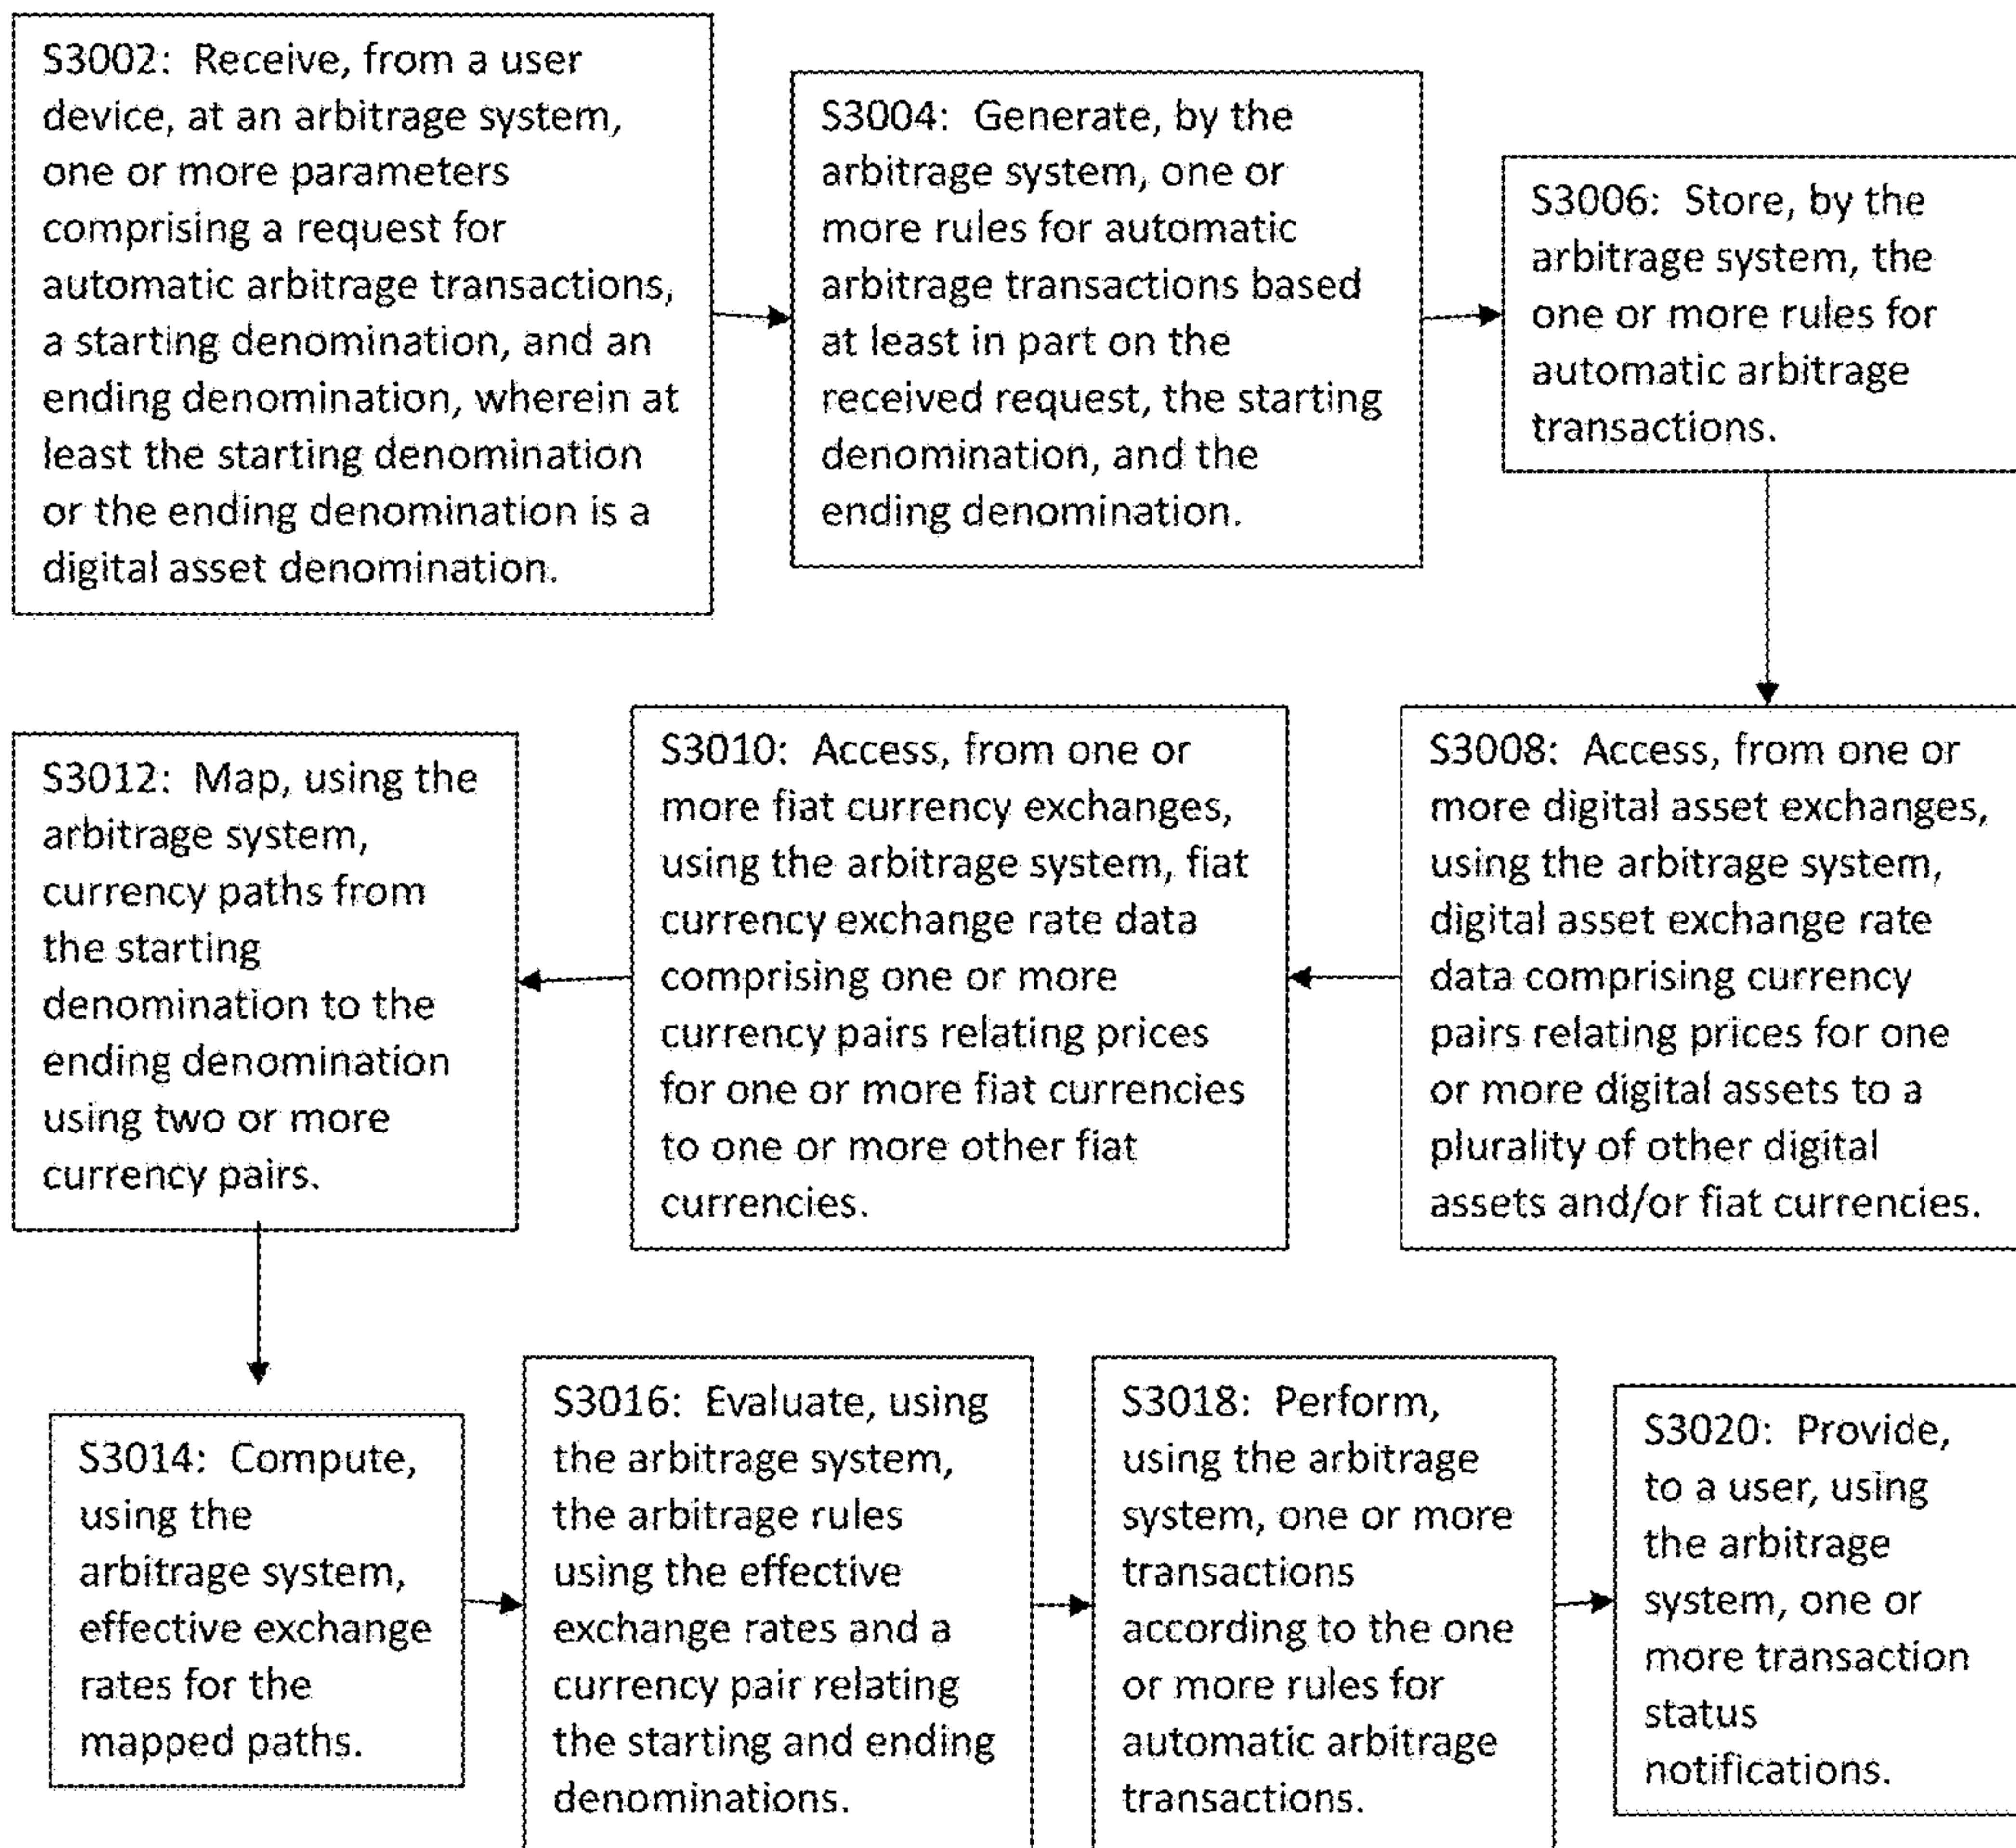 S3002: Receive, from a user
device, at an arbitrage system,
one or more parameters
comprising a request for
automatic arbitrage transactions,
a starting denomination, and an
ending denomination, wherein at
least the starting denomination
or the ending denomination is a
digital asset denomination.
S3004: Generate, by the
arbitrage system, one or
more rules for automatic
arbitrage transactions based
at least in part on the
received request, the starting
denomination, and the
ending denomination.
S3006: Store, by the
arbitrage system, the
one or more rules for
automatic arbitrage
transactions.
S3008: Access, from one or
more digital asset exchanges,
using the arbitrage system,
digital asset exchange rate
data comprising currency
pairs relating prices for one
or more digital assets to a
plurality of other digital
assets and/or fiat currencies.
S3010: Access, from one or
more fiat currency exchanges,
using the arbitrage system, fiat
currency exchange rate data
comprising one or more
currency pairs relating prices
for one or more fiat currencies
to one or more other fiat
currencies.
S3012: Map, using the
arbitrage system,
currency paths from
the starting
denomination to the
ending denomination
using two or more
currency pairs.
S3014: Compute,
using the
arbitrage system,
effective exchange
rates for the
mapped paths.
S3016: Evaluate, using
the arbitrage system,
the arbitrage rules
using the effective
exchange rates and a
currency pair relating
the starting and ending
denominations.
S3018: Perform,
using the arbitrage
system, one or more
transactions
according to the one
or more rules for
automatic arbitrage
transactions.
S3020: Provide,
to a user, using
the arbitrage
system, one or
more transaction
status
notifications.